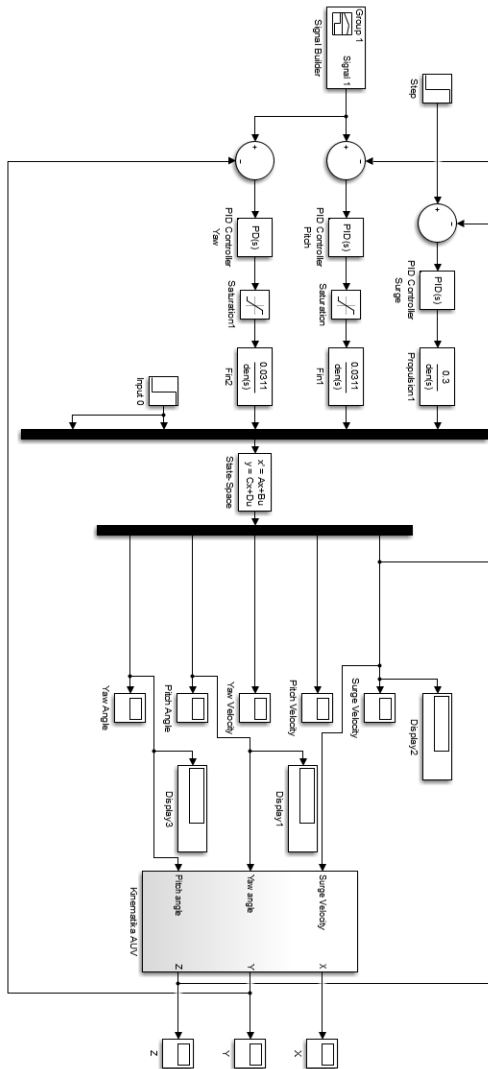 Step
+
-
PID(s)
PID Controller
Surge
0.3
den(s)
Propulsion1
Display2
Group 1
Signal 1
Signal Builder
+
-
PID(s)
PID Controller
Pitch
Saturation
0.0311
den(s)
Fin1
Surge Velocity
Pitch Velocity
Display1
Surge Velocity
X
X
+
-
PD(s)
PID Controller
Yaw
Saturation1
0.0311
den(s)
Fin2
x' = Ax+Bu
y = Cx+Du
State-Space
Yaw Velocity
Yaw angle
Y
Y
Input 0
Pitch Angle
Display3
Pitch angle
Z
Z
Yaw Angle
Kinematika AUV